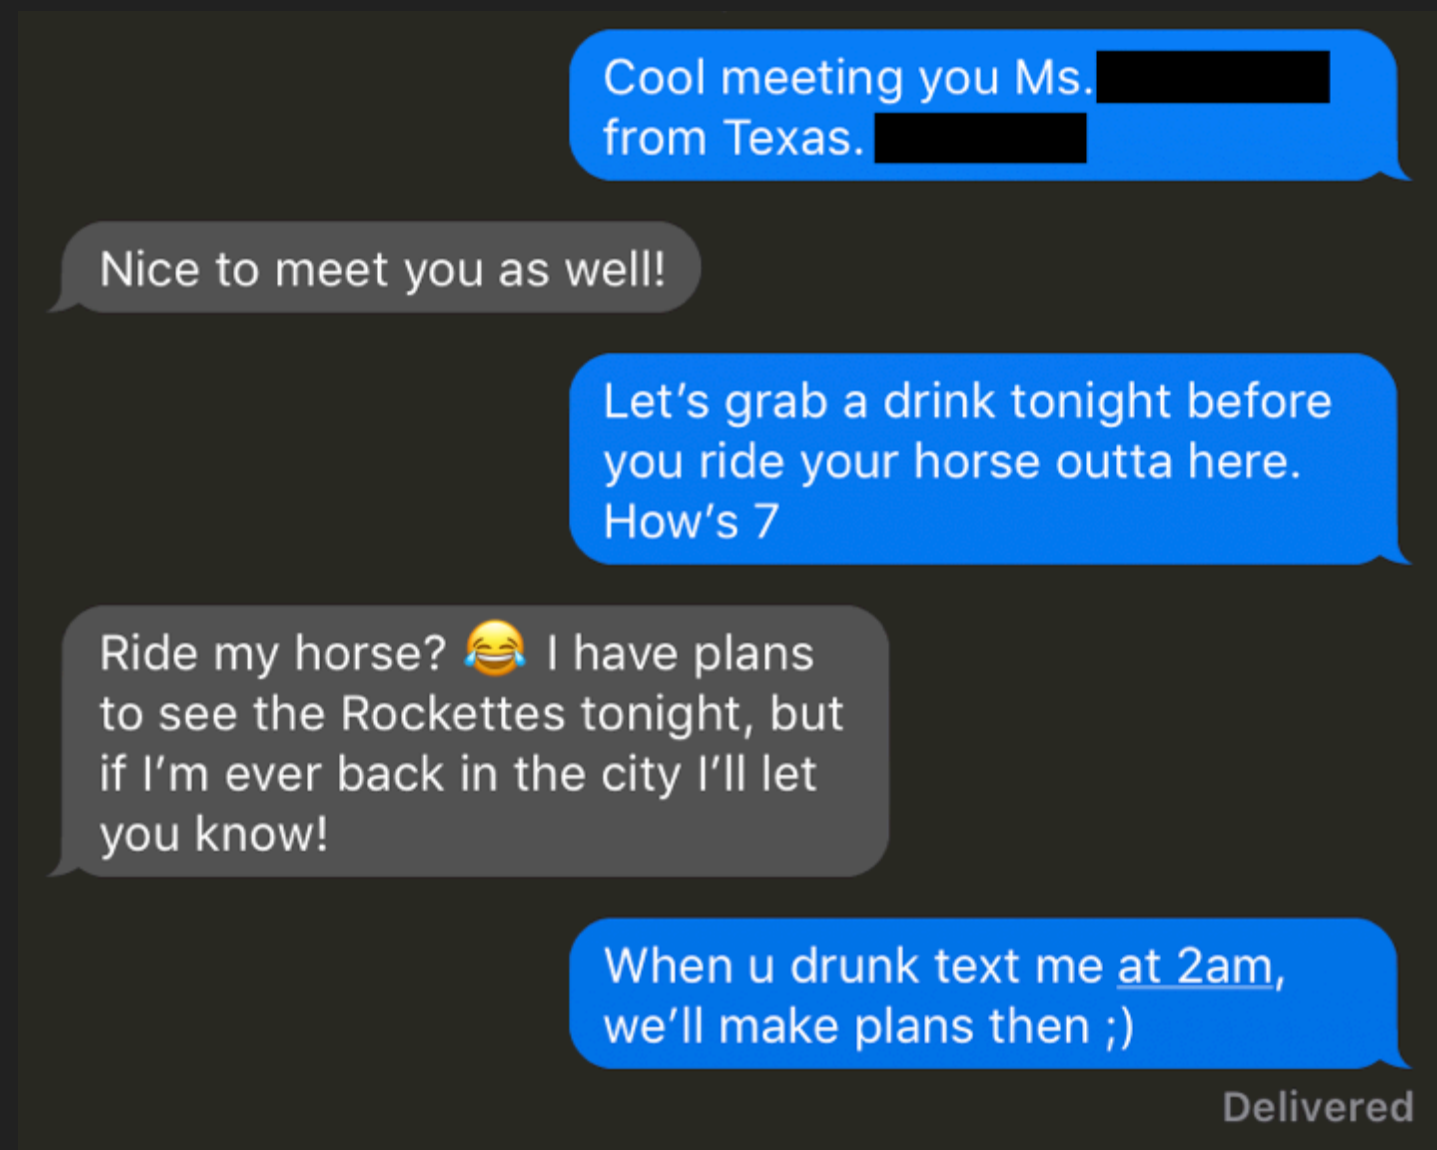 Cool meeting you Ms.
from Texas.
Nice to meet you as well!
Let’s grab a drink tonight before
you ride your horse outta here.
How’s 7
Ride my horse? 😂 I have plans
to see the Rockettes tonight, but
if I’m ever back in the city I’ll let
you know!
When u drunk text me at 2am,
we’ll make plans then ;)
Delivered